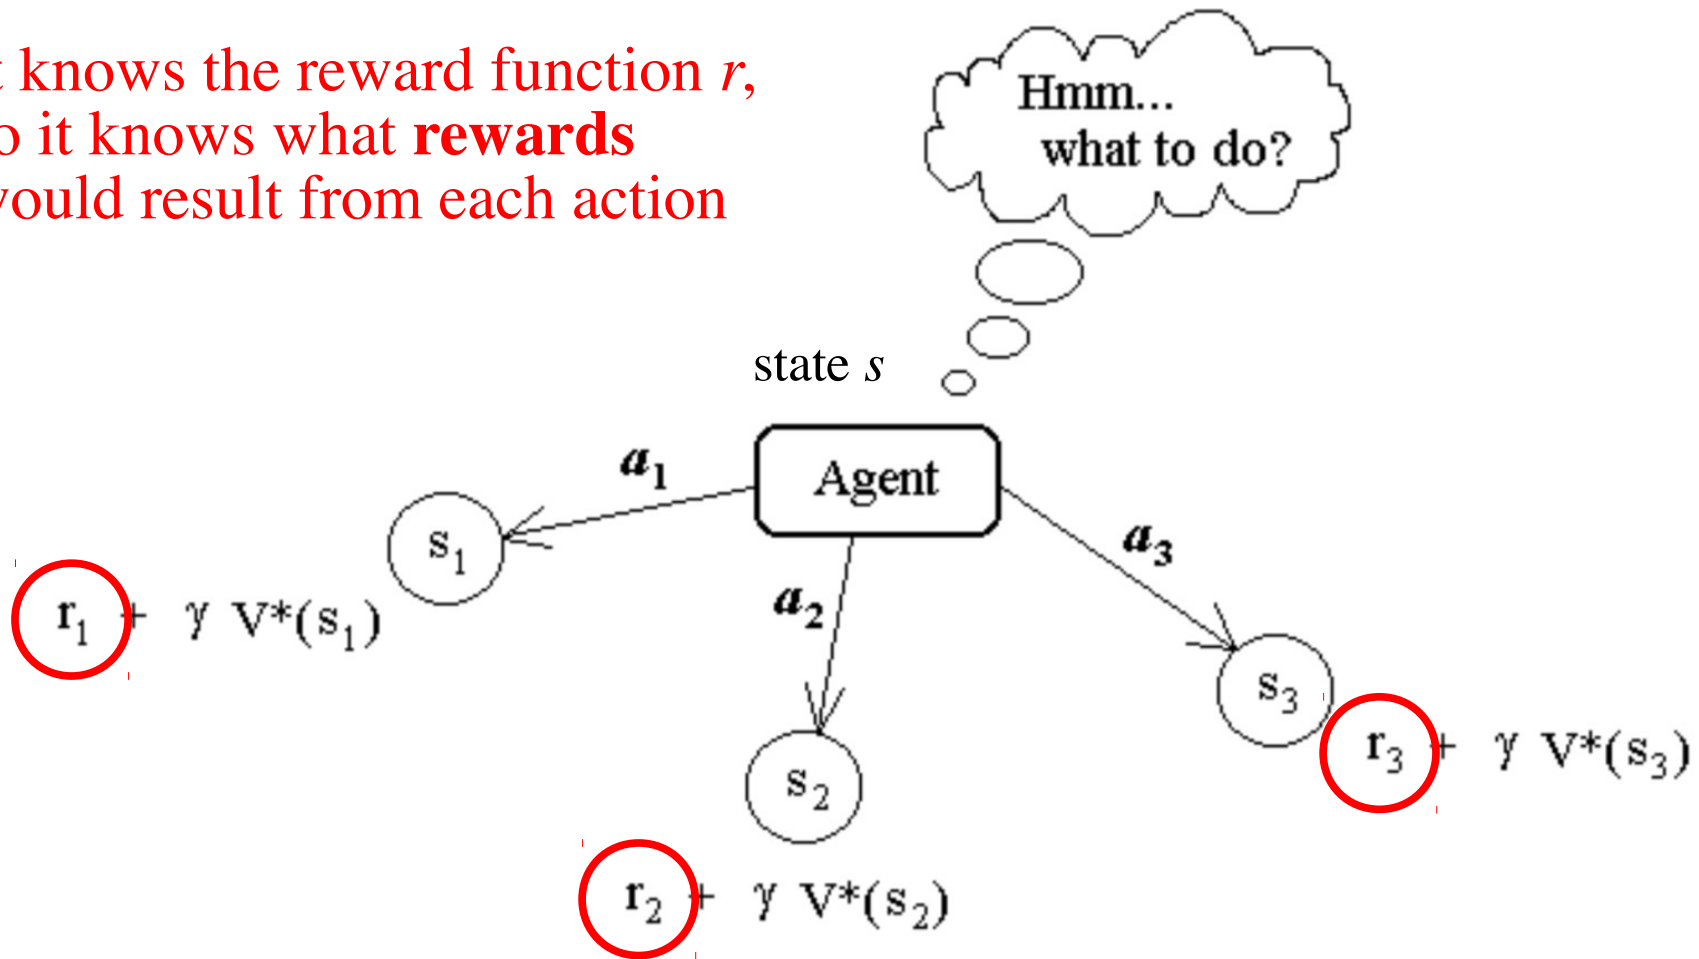 knows the reward function r,
it knows what rewards
would result from each action
Hmm...
what to do?
state s
Agent
a₁
a₂
a₃
s₁
r₁ + γ V*(s₁)
s₂
r₂ + γ V*(s₂)
s₃
r₃ + γ V*(s₃)